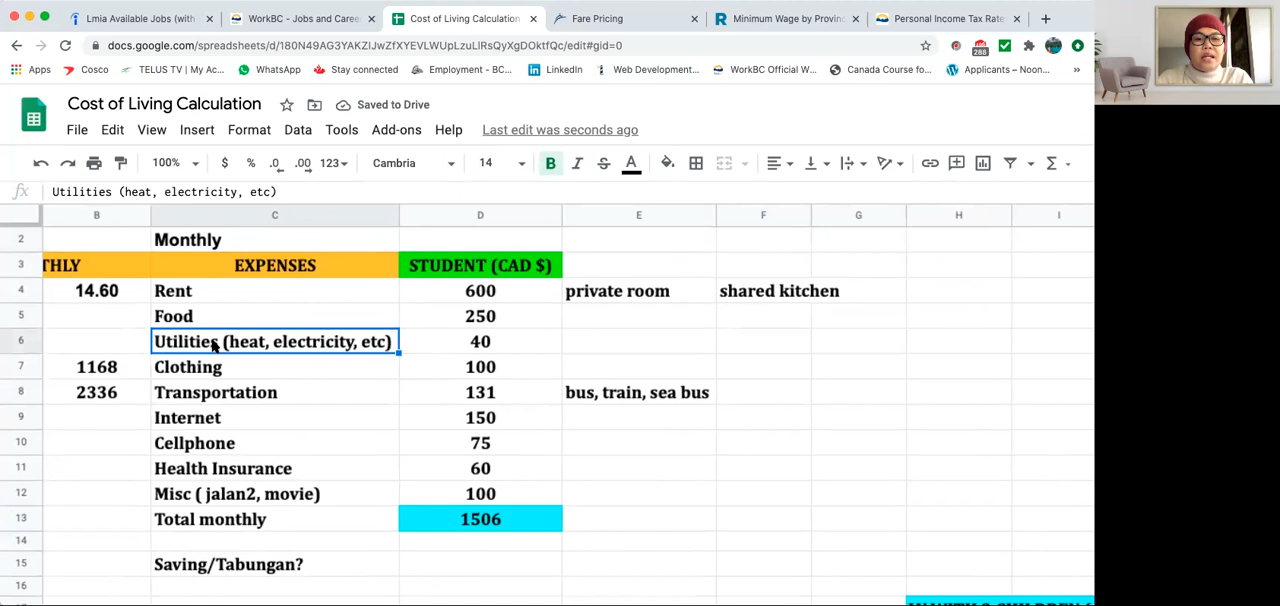 Lmia Available Jobs (with
WorkBC - Jobs and Caree
Cost of Living Calculation
Fare Pricing
Minimum Wage by Provinc
Personal Income Tax Rate
docs.google.com/spreadsheets/d/180N49AG3YAKZIJwZfXYEVLWUpLzuLlRsQyXgDOktfQc/edit#gid=0
288
Apps
Cosco
TELUS TV | My Ac...
WhatsApp
Stay connected
Employment - BC...
LinkedIn
Web Development...
WorkBC Official W...
Canada Course fo...
Applicants – Noon...
»
Cost of Living Calculation
Saved to Drive
File Edit View Insert Format Data Tools Add-ons Help Last edit was seconds ago
100% $ % .0 .00 123 Cambria 14 B I S A
fx Utilities (heat, electricity, etc)
B C D E F G H I
2 Monthly
3 THLY EXPENSES STUDENT (CAD $)
4 14.60 Rent 600 private room shared kitchen
5 Food 250
6 Utilities (heat, electricity, etc) 40
7 1168 Clothing 100
8 2336 Transportation 131 bus, train, sea bus
9 Internet 150
10 Cellphone 75
11 Health Insurance 60
12 Misc ( jalan2, movie) 100
13 Total monthly 1506
14
15 Saving/Tabungan?
16